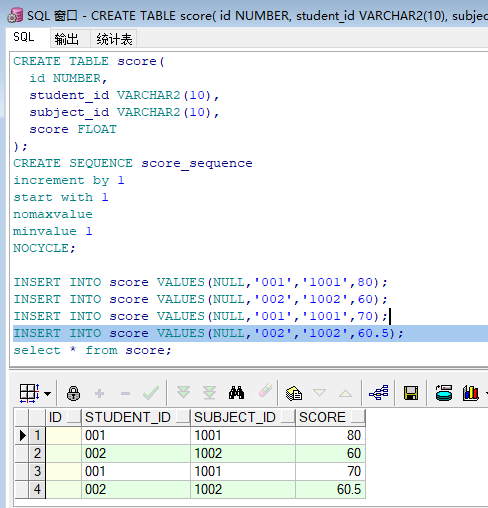 SQL 窗口 - CREATE TABLE score( id NUMBER, student_id VARCHAR2(10), subjec
SQL 输出 统计表
CREATE TABLE score(
id NUMBER,
student_id VARCHAR2(10),
subject_id VARCHAR2(10),
score FLOAT
);
CREATE SEQUENCE score_sequence
increment by 1
start with 1
nomaxvalue
minvalue 1
NOCYCLE;
INSERT INTO score VALUES(NULL,'001','1001',80);
INSERT INTO score VALUES(NULL,'002','1002',60);
INSERT INTO score VALUES(NULL,'001','1001',70);
INSERT INTO score VALUES(NULL,'002','1002',60.5);
select * from score;
ID STUDENT_ID SUBJECT_ID SCORE
1 001 1001 80
2 002 1002 60
3 001 1001 70
4 002 1002 60.5